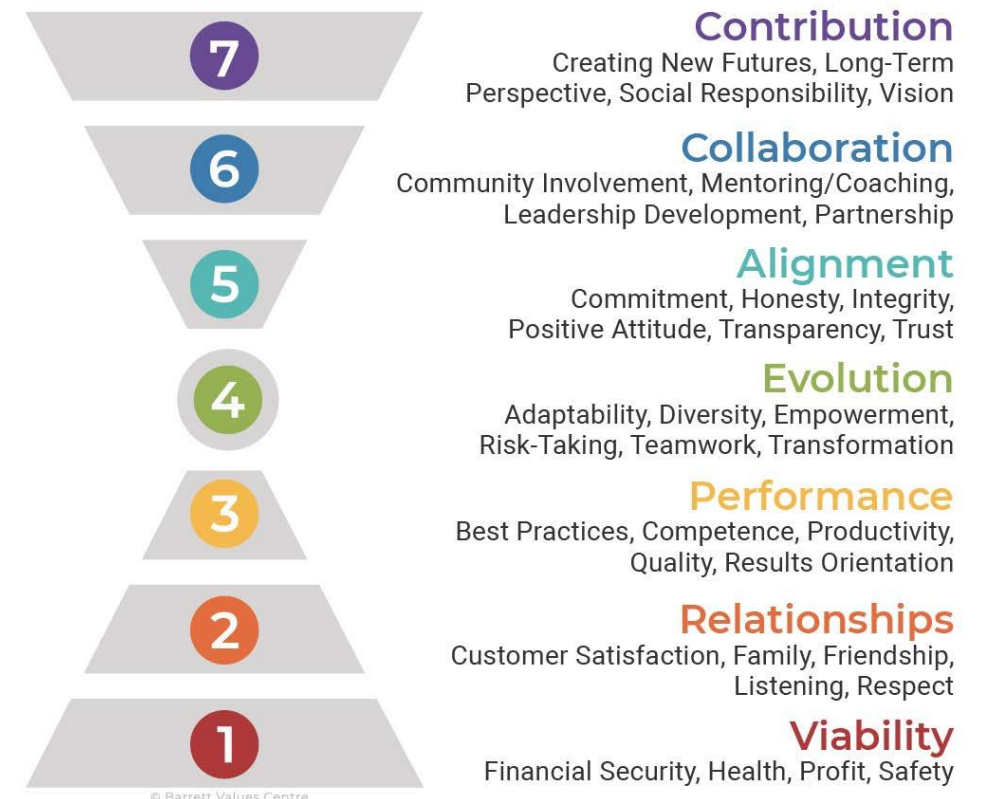 7
Contribution
Creating New Futures, Long-Term
Perspective, Social Responsibility, Vision
6
Collaboration
Community Involvement, Mentoring/Coaching,
Leadership Development, Partnership
5
Alignment
Commitment, Honesty, Integrity,
Positive Attitude, Transparency, Trust
4
Evolution
Adaptability, Diversity, Empowerment,
Risk-Taking, Teamwork, Transformation
3
Performance
Best Practices, Competence, Productivity,
Quality, Results Orientation
2
Relationships
Customer Satisfaction, Family, Friendship,
Listening, Respect
1
Viability
Financial Security, Health, Profit, Safety
© Barrett Values Centre